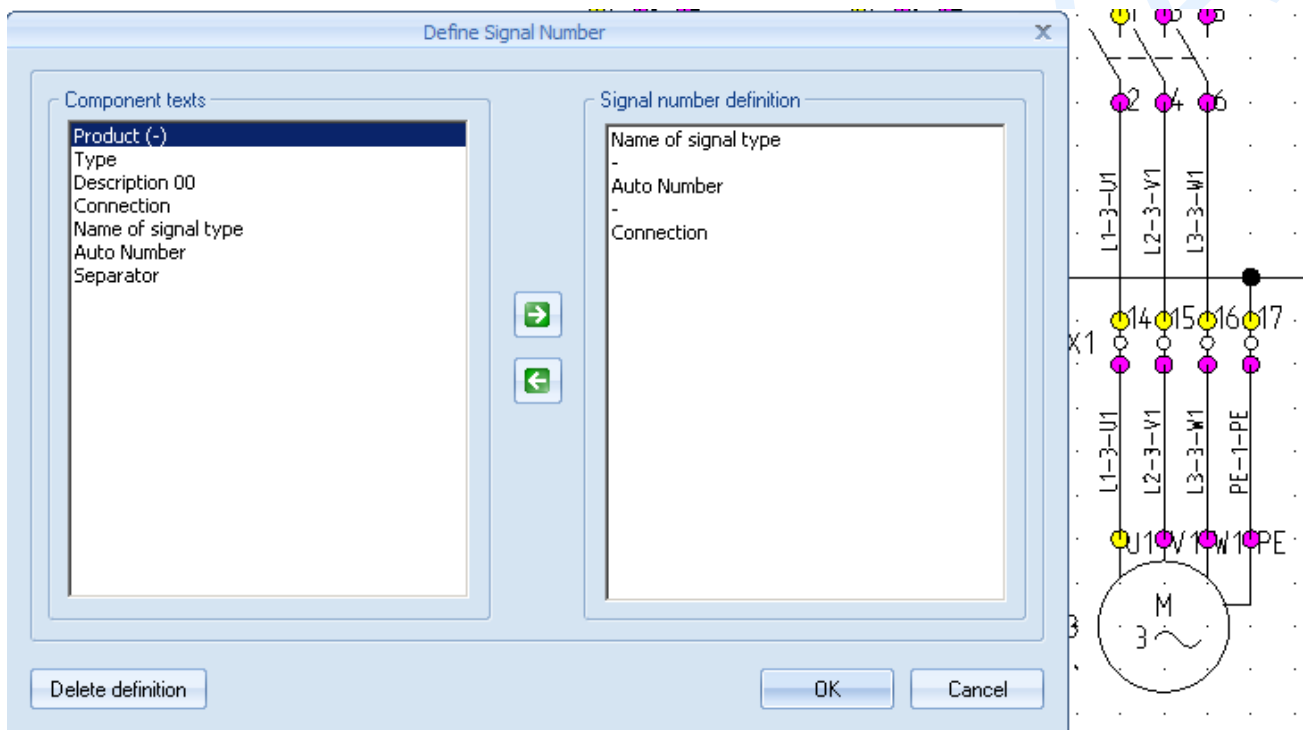 Define Signal Number
Component texts
Product (-)
Type
Description 00
Connection
Name of signal type
Auto Number
Separator
Signal number definition
Name of signal type
-
Auto Number
-
Connection
Delete definition
OK
Cancel
2 4 6
L1-3-U1
L2-3-V1
L3-3-W1
X1
14 15 16 17
L1-3-U1
L2-3-V1
L3-3-W1
PE-1-PE
U1 V1 W1 PE
M
3